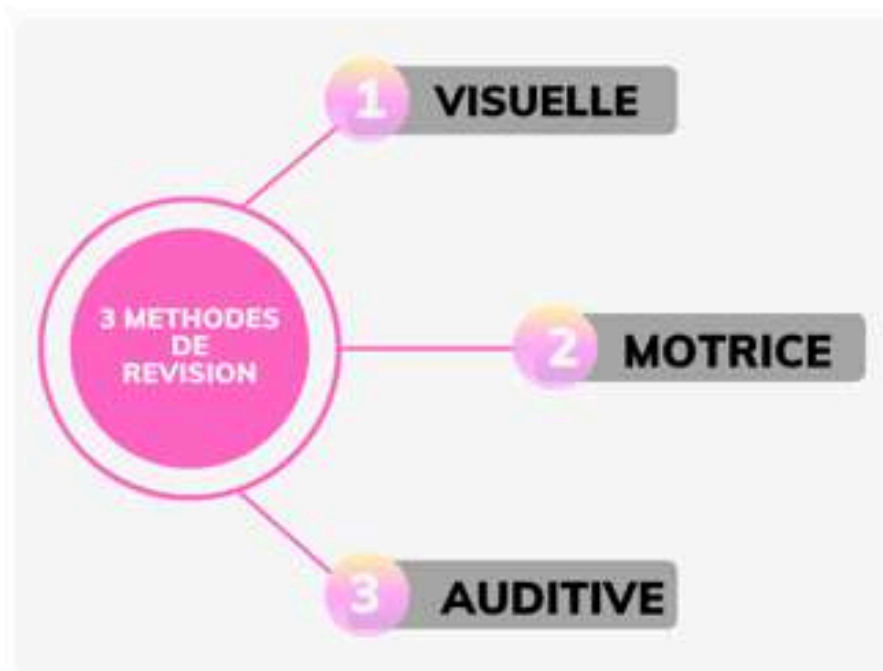 3 METHODES
DE
REVISION
1 VISUELLE
2 MOTRICE
3 AUDITIVE